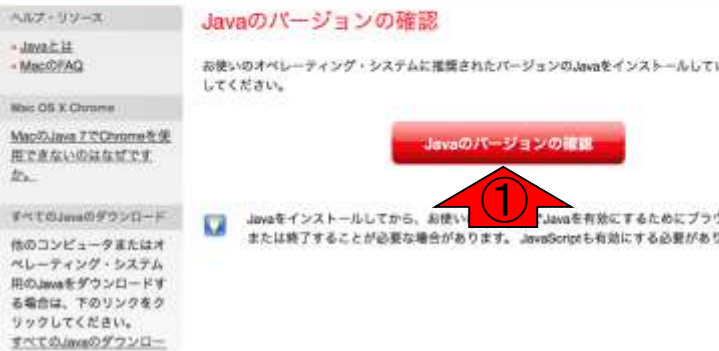 ヘルプ・リソース
» Javaとは
» MacのFAQ
Mac OS X Chrome
MacのJava 7でChromeを使
用できないのはなぜです
か。
すべてのJavaのダウンロード
他のコンピュータまたはオ
ペレーティング・システム
用のJavaをダウンロードす
る場合は、下のリンクをク
リックしてください。
すべてのJavaのダウンロー
Javaのバージョンの確認
お使いのオペレーティング・システムに推奨されたバージョンのJavaをインストールしてい
してください。
Javaのバージョンの確認
①
Javaをインストールしてから、お使い Javaを有効にするためにブラウ
または終了することが必要な場合があります。 JavaScriptも有効にする必要があり